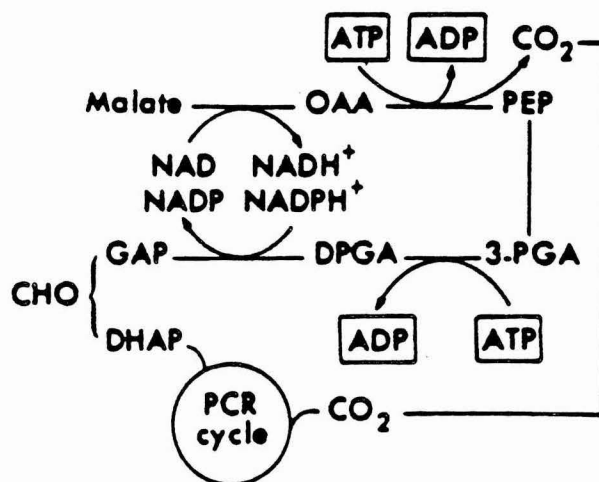 ATP ADP CO₂
Malate OAA PEP
NAD NADH⁺
NADP NADPH⁺
GAP DPGA 3-PGA
CHO
DHAP ADP ATP
PCR CO₂
cycle